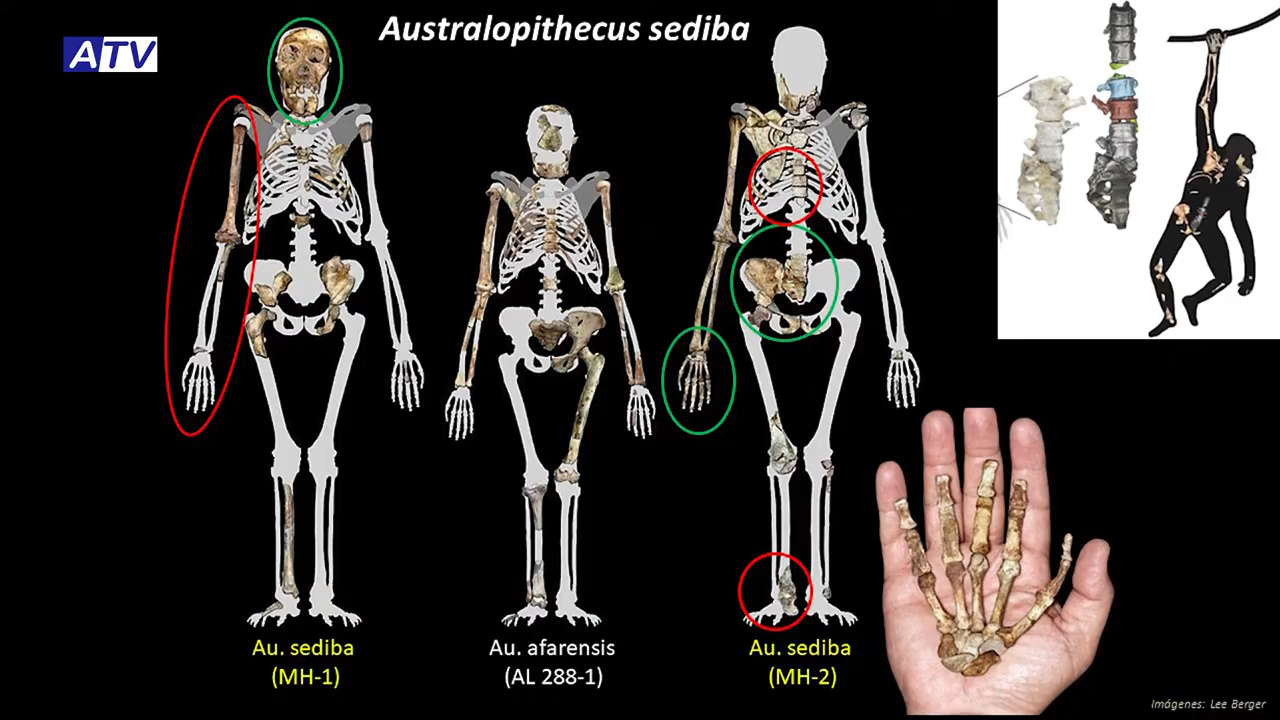 ATV
Australopithecus sediba
Au. sediba
(MH-1)
Au. afarensis
(AL 288-1)
Au. sediba
(MH-2)
Imágenes: Lee Berger